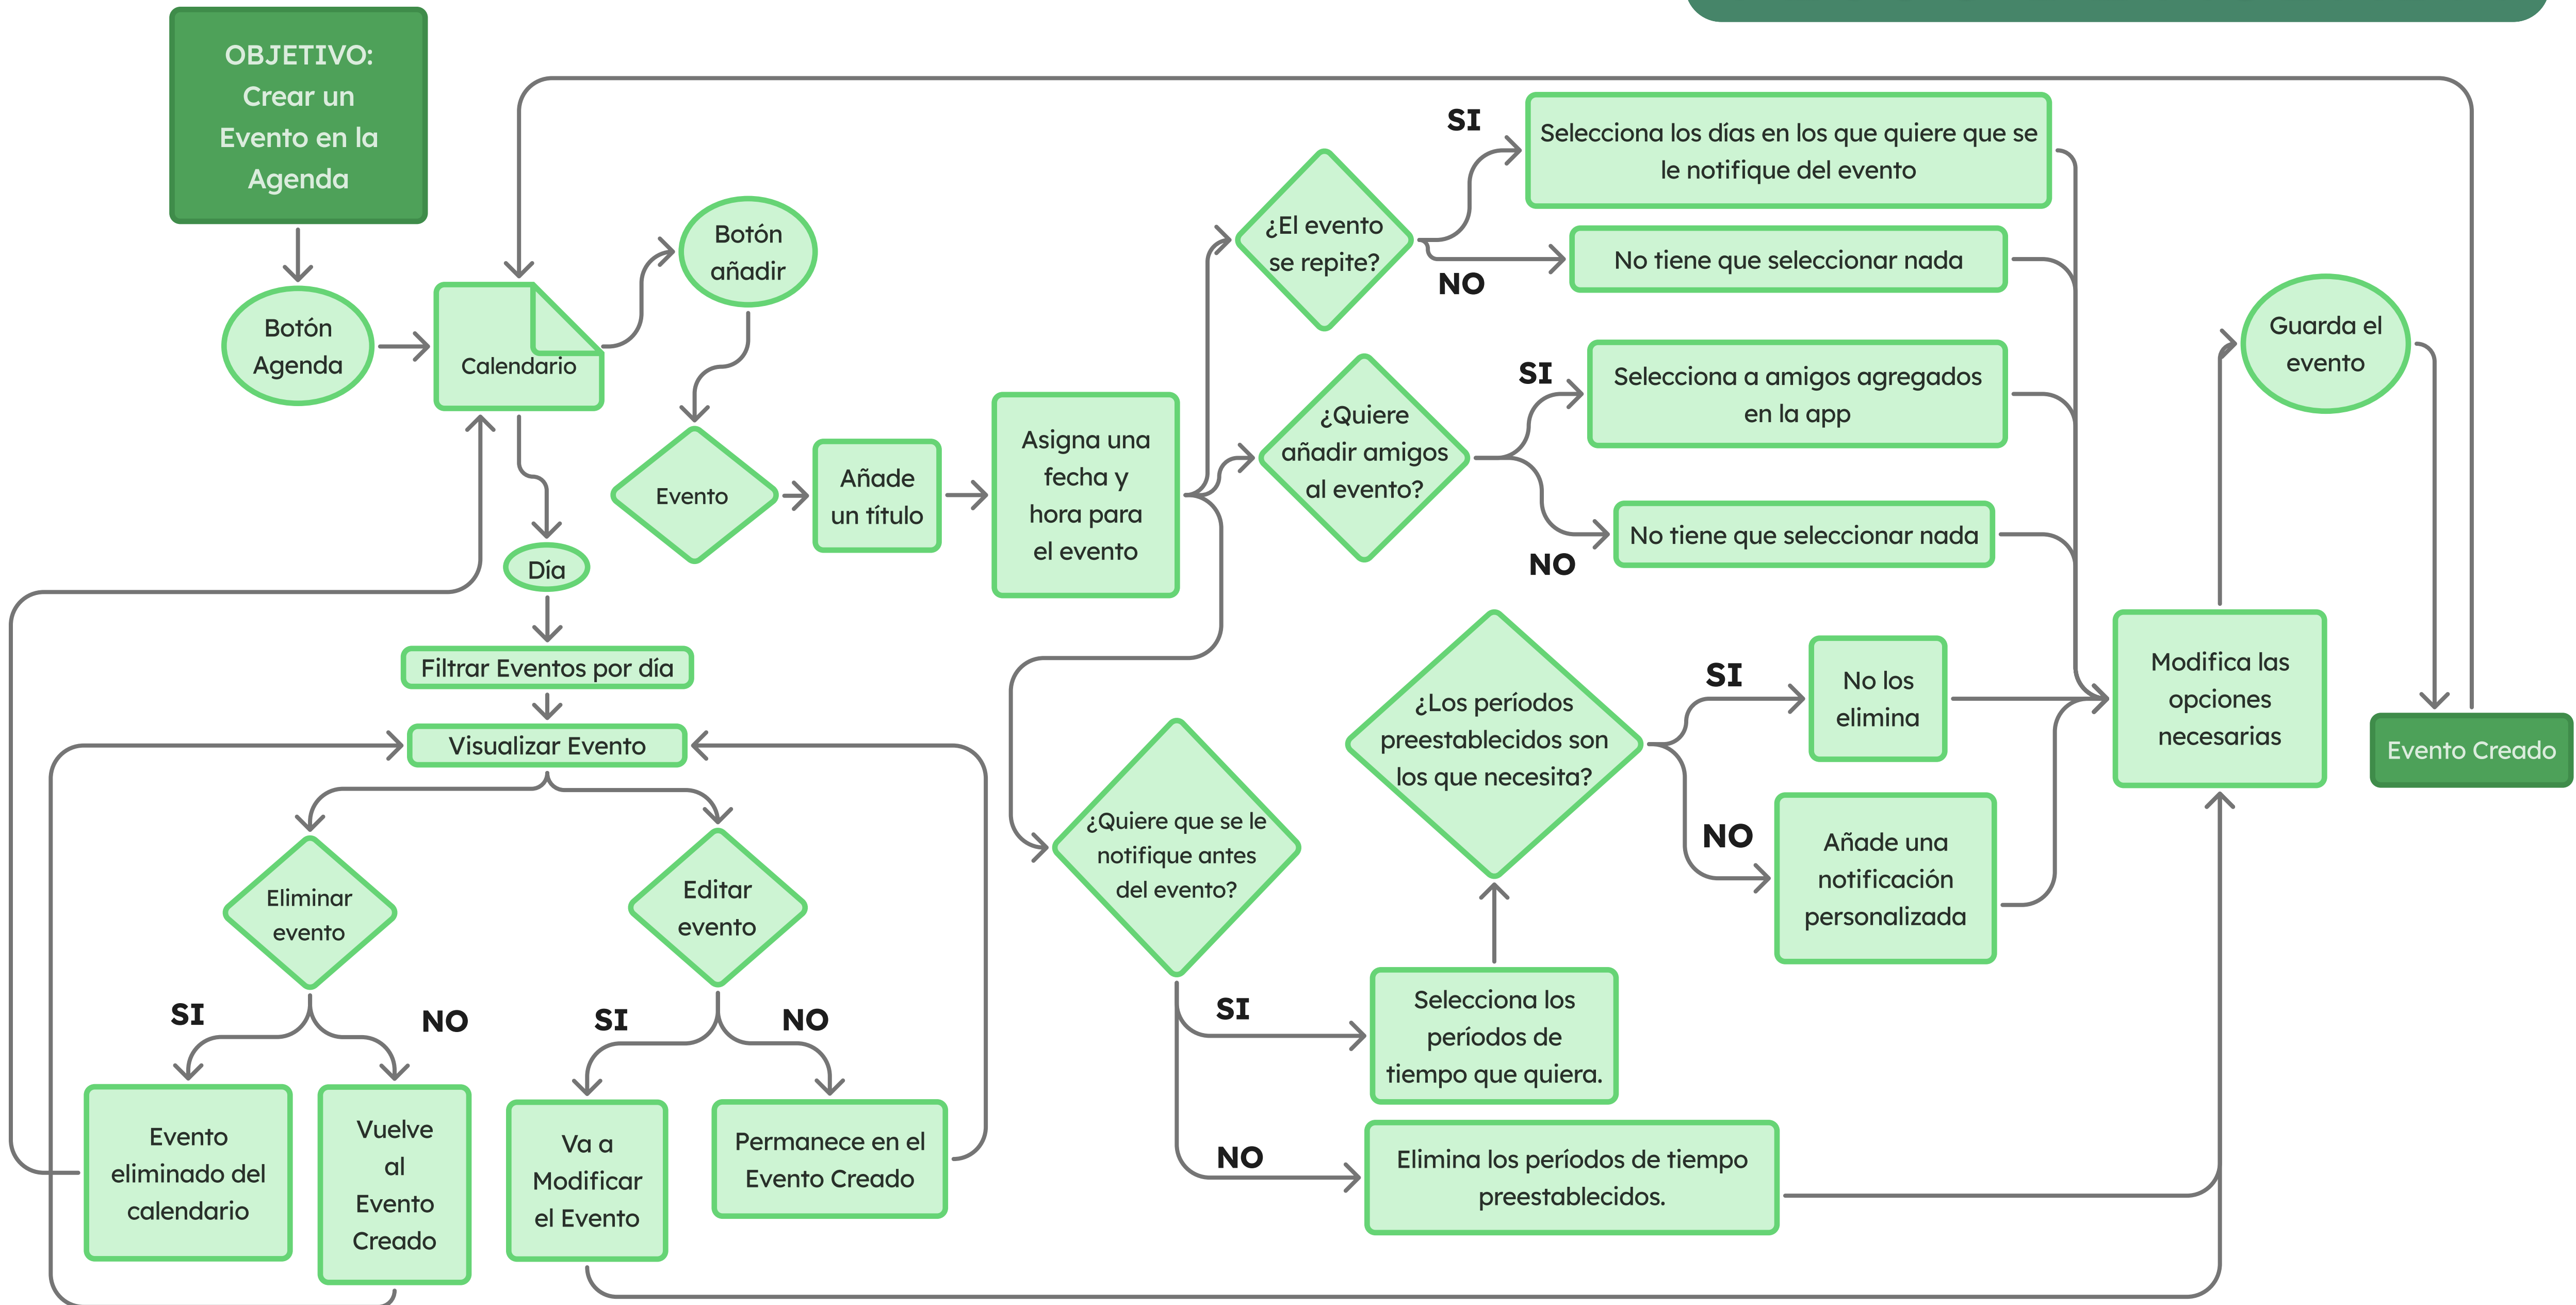 OBJETIVO:
Crear un
Evento en la
Agenda
Botón
Agenda
Calendario
Botón
añadir
Evento
Añade
un título
Asigna una
fecha y
hora para
el evento
¿El evento
se repite?
SI
Selecciona los días en los que quiere que se
le notifique del evento
NO
No tiene que seleccionar nada
¿Quiere
añadir amigos
al evento?
SI
Selecciona a amigos agregados
en la app
NO
No tiene que seleccionar nada
¿Quiere que se le
notifique antes
del evento?
SI
Selecciona los
períodos de
tiempo que quiera.
NO
Elimina los períodos de tiempo
preestablecidos.
¿Los períodos
preestablecidos son
los que necesita?
SI
No los
elimina
NO
Añade una
notificación
personalizada
Modifica las
opciones
necesarias
Guarda el
evento
Evento Creado
Día
Filtrar Eventos por día
Visualizar Evento
Eliminar
evento
SI
Evento
eliminado del
calendario
NO
Vuelve
al
Evento
Creado
Editar
evento
SI
Va a
Modificar
el Evento
NO
Permanece en el
Evento Creado